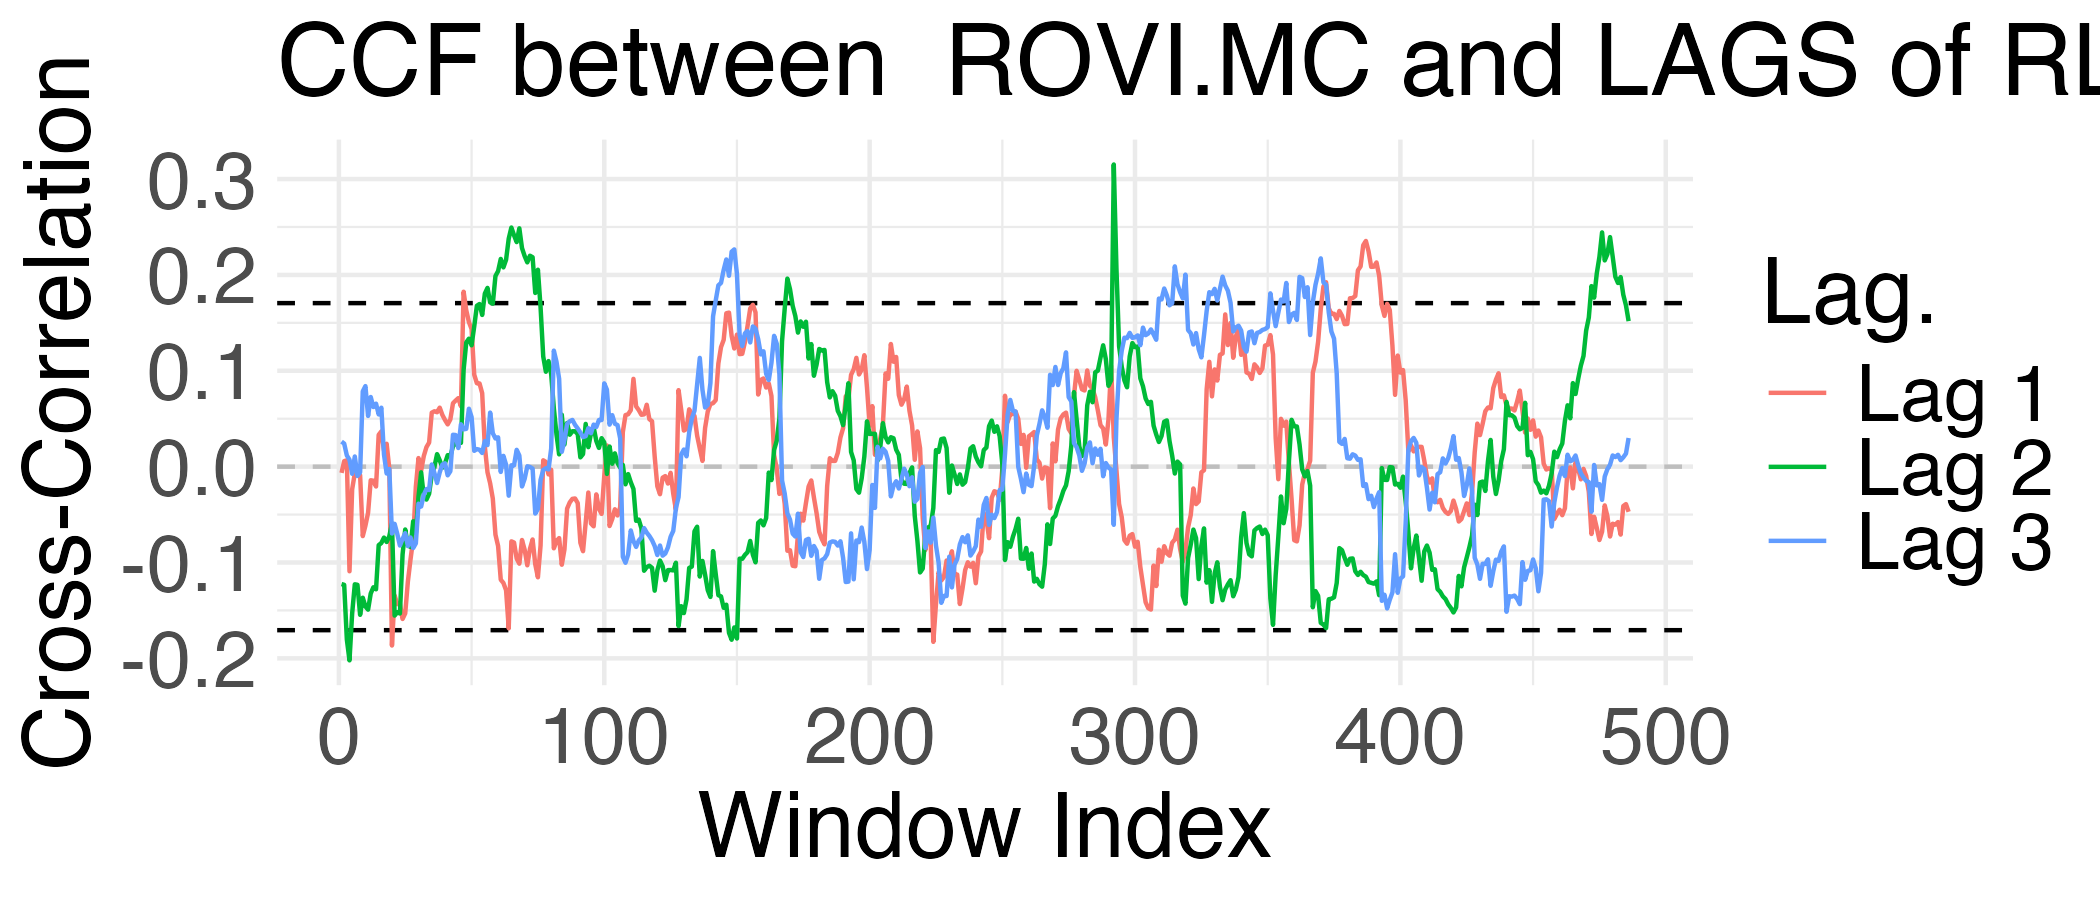 CCF between  ROVI.MC and LAGS of RL
Cross-Correlation
0.3
0.2
0.1
0.0
-0.1
-0.2
0 100 200 300 400 500
Window Index
Lag.
Lag 1
Lag 2
Lag 3